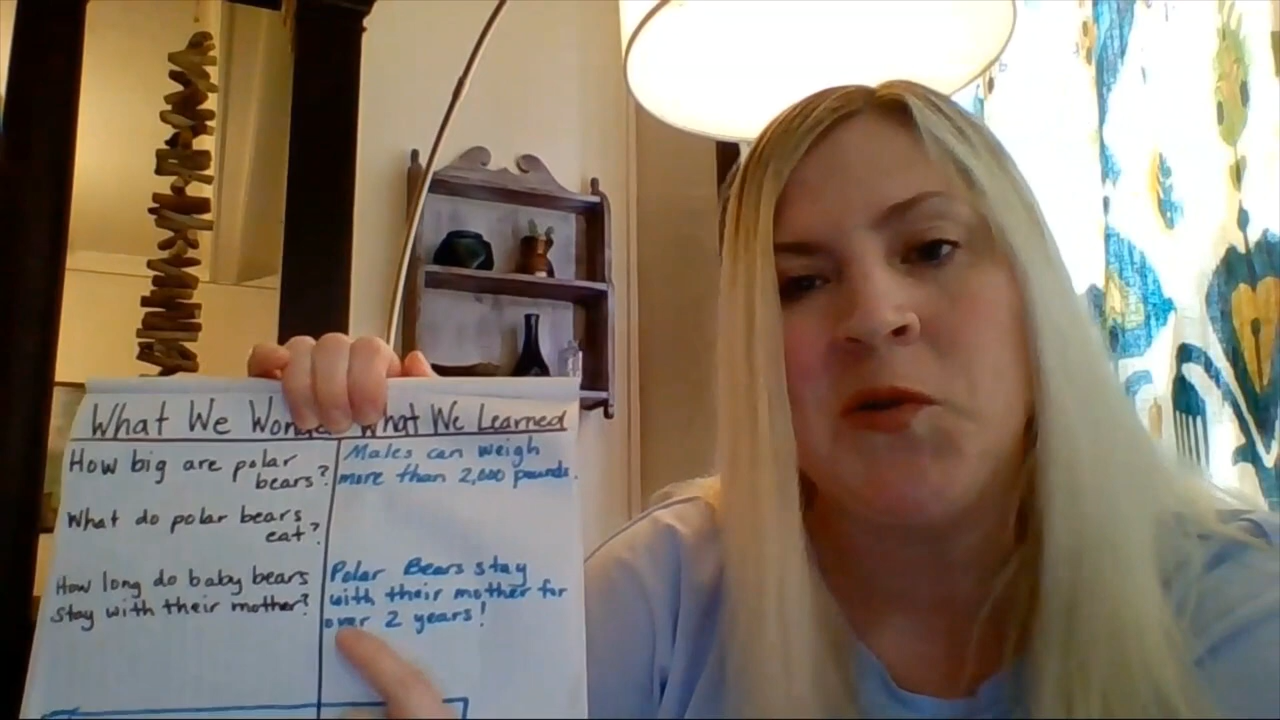 What We Won What We Learned
How big are polar
bears?
Males can weigh
more than 2,000 pounds.
What do polar bears
eat?
How long do baby bears
stay with their mother?
Polar Bears stay
with their mother for
over 2 years!